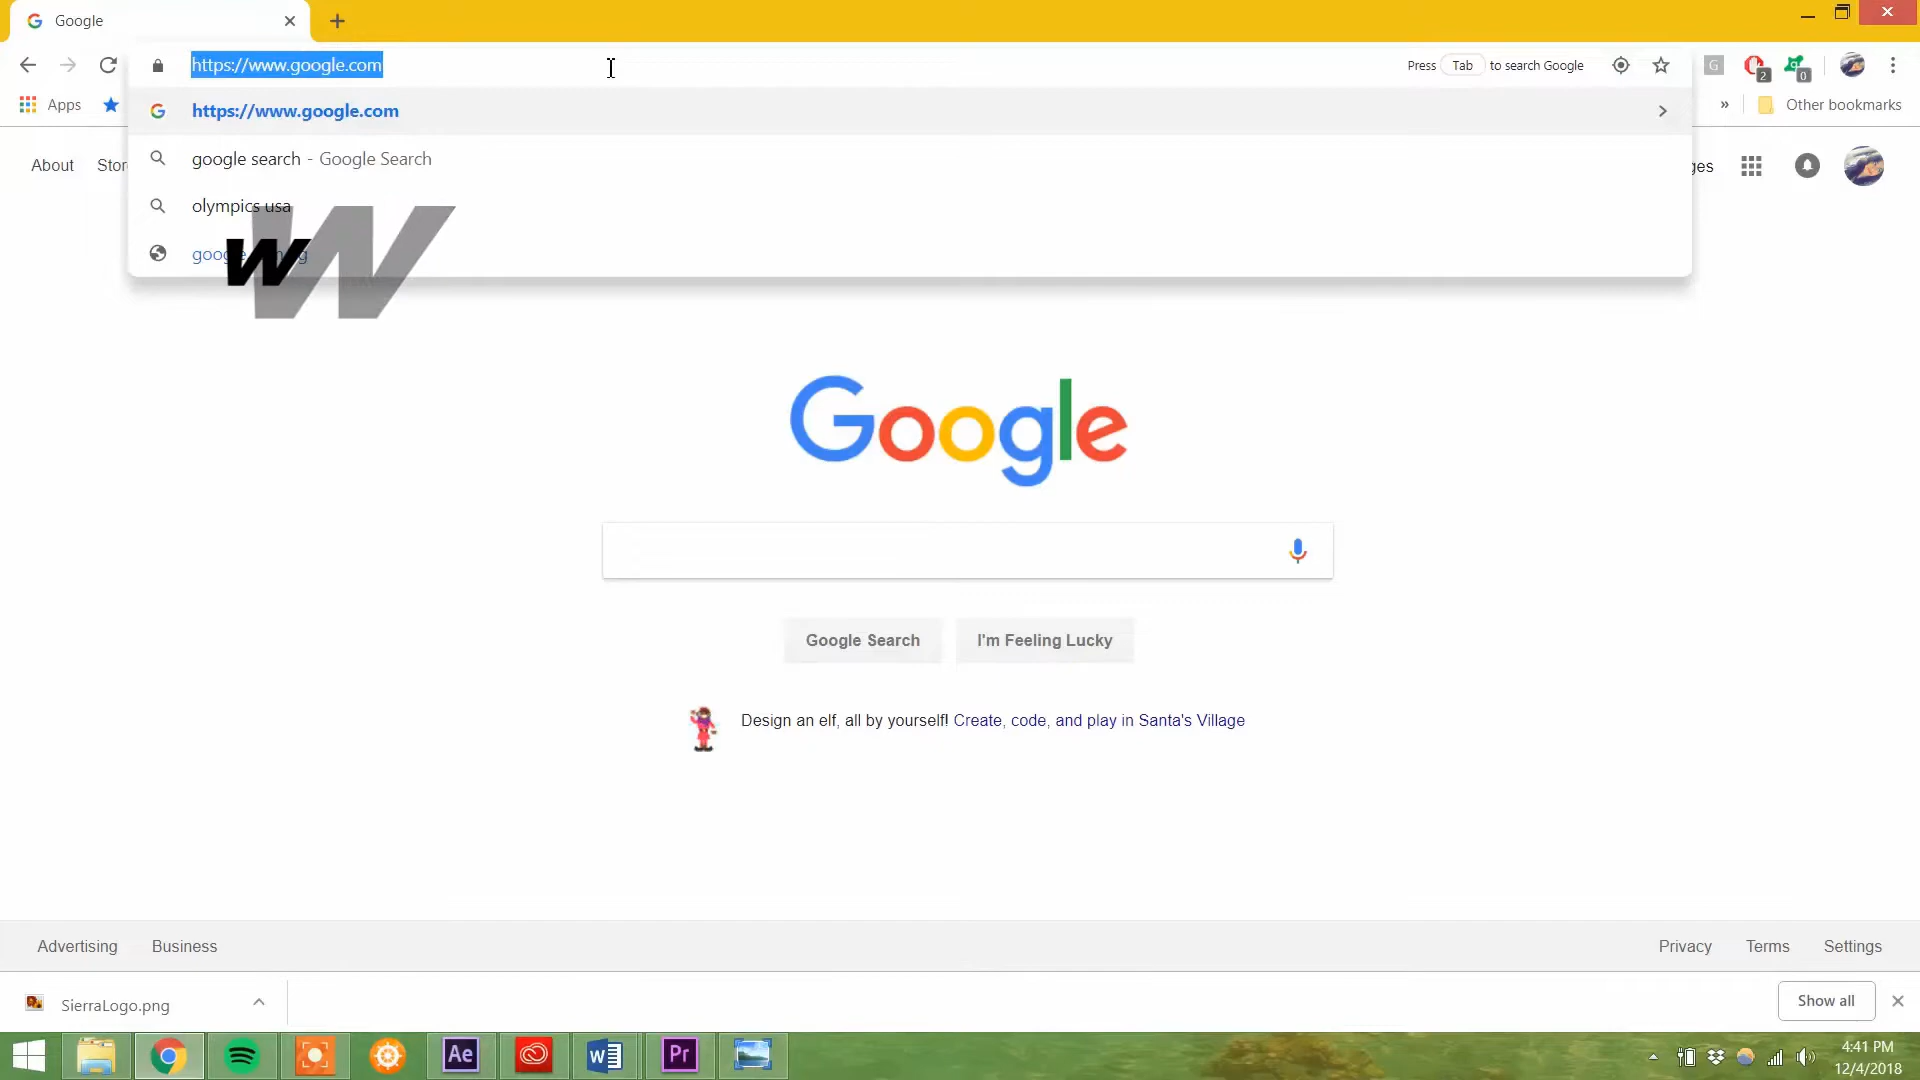 Google
https://www.google.com
Press Tab to search Google
G
2
0
https://www.google.com
google search - Google Search
olympics usa
Apps
»
Other bookmarks
About
W
w
Google
Google Search
I'm Feeling Lucky
Design an elf, all by yourself! Create, code, and play in Santa's Village
Advertising
Business
Privacy
Terms
Settings
SierraLogo.png
Show all
Ae
W
Pr
4:41 PM
12/4/2018